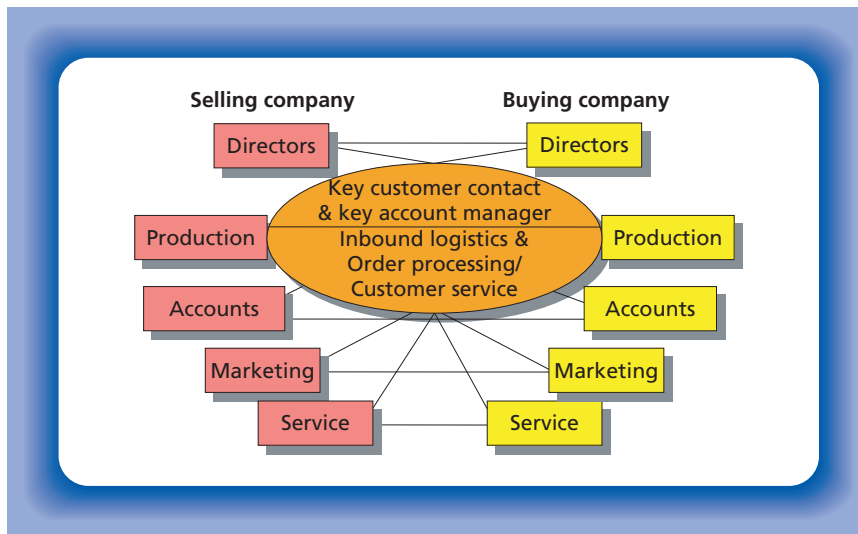 Selling company
Buying company
Directors
Directors
Key customer contact
& key account manager
Production
Inbound logistics &
Order processing/
Customer service
Production
Accounts
Accounts
Marketing
Marketing
Service
Service